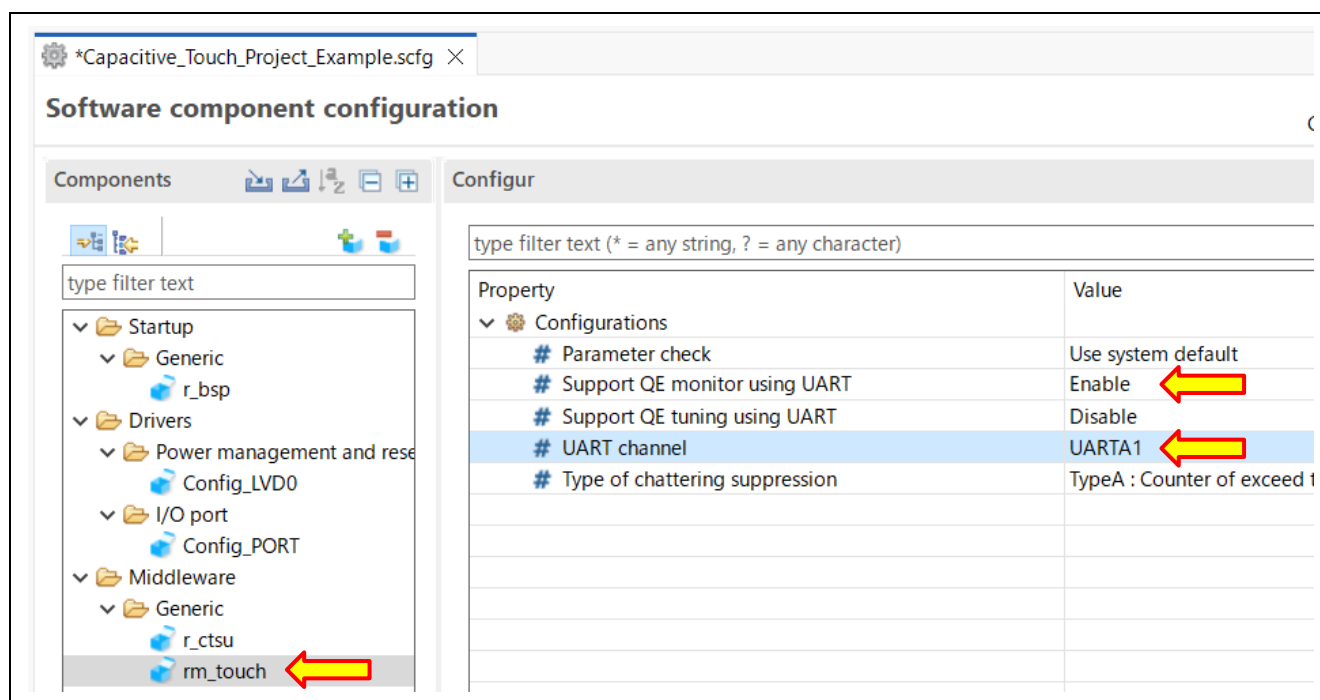 *Capacitive_Touch_Project_Example.scfg
Software component configuration
Components
Configur
type filter text
Startup
Generic
r_bsp
Drivers
Power management and rese
Config_LVD0
I/O port
Config_PORT
Middleware
Generic
r_ctsu
rm_touch
type filter text (* = any string, ? = any character)
Property Value
Configurations
# Parameter check Use system default
# Support QE monitor using UART Enable
# Support QE tuning using UART Disable
# UART channel UARTA1
# Type of chattering suppression TypeA : Counter of exceed t